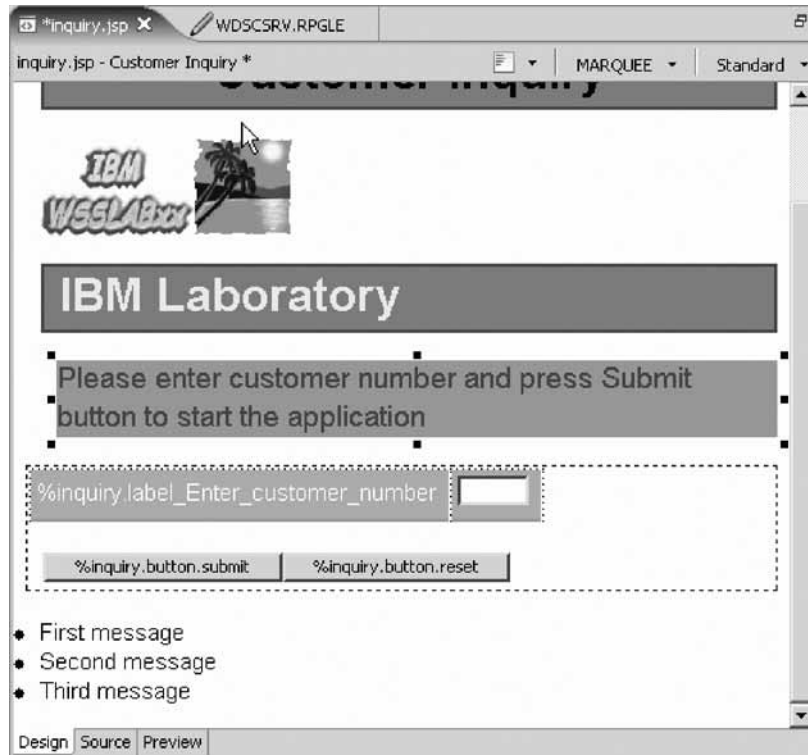 *inquiry.jsp
WDSCSRV.RPGLE
inquiry.jsp - Customer Inquiry *
MARQUEE
Standard
Customer Inquiry
IBM
WSSLABxx
IBM Laboratory
Please enter customer number and press Submit
button to start the application
%inquiry.label_Enter_customer_number
%inquiry.button.submit
%inquiry.button.reset
First message
Second message
Third message
Design
Source
Preview